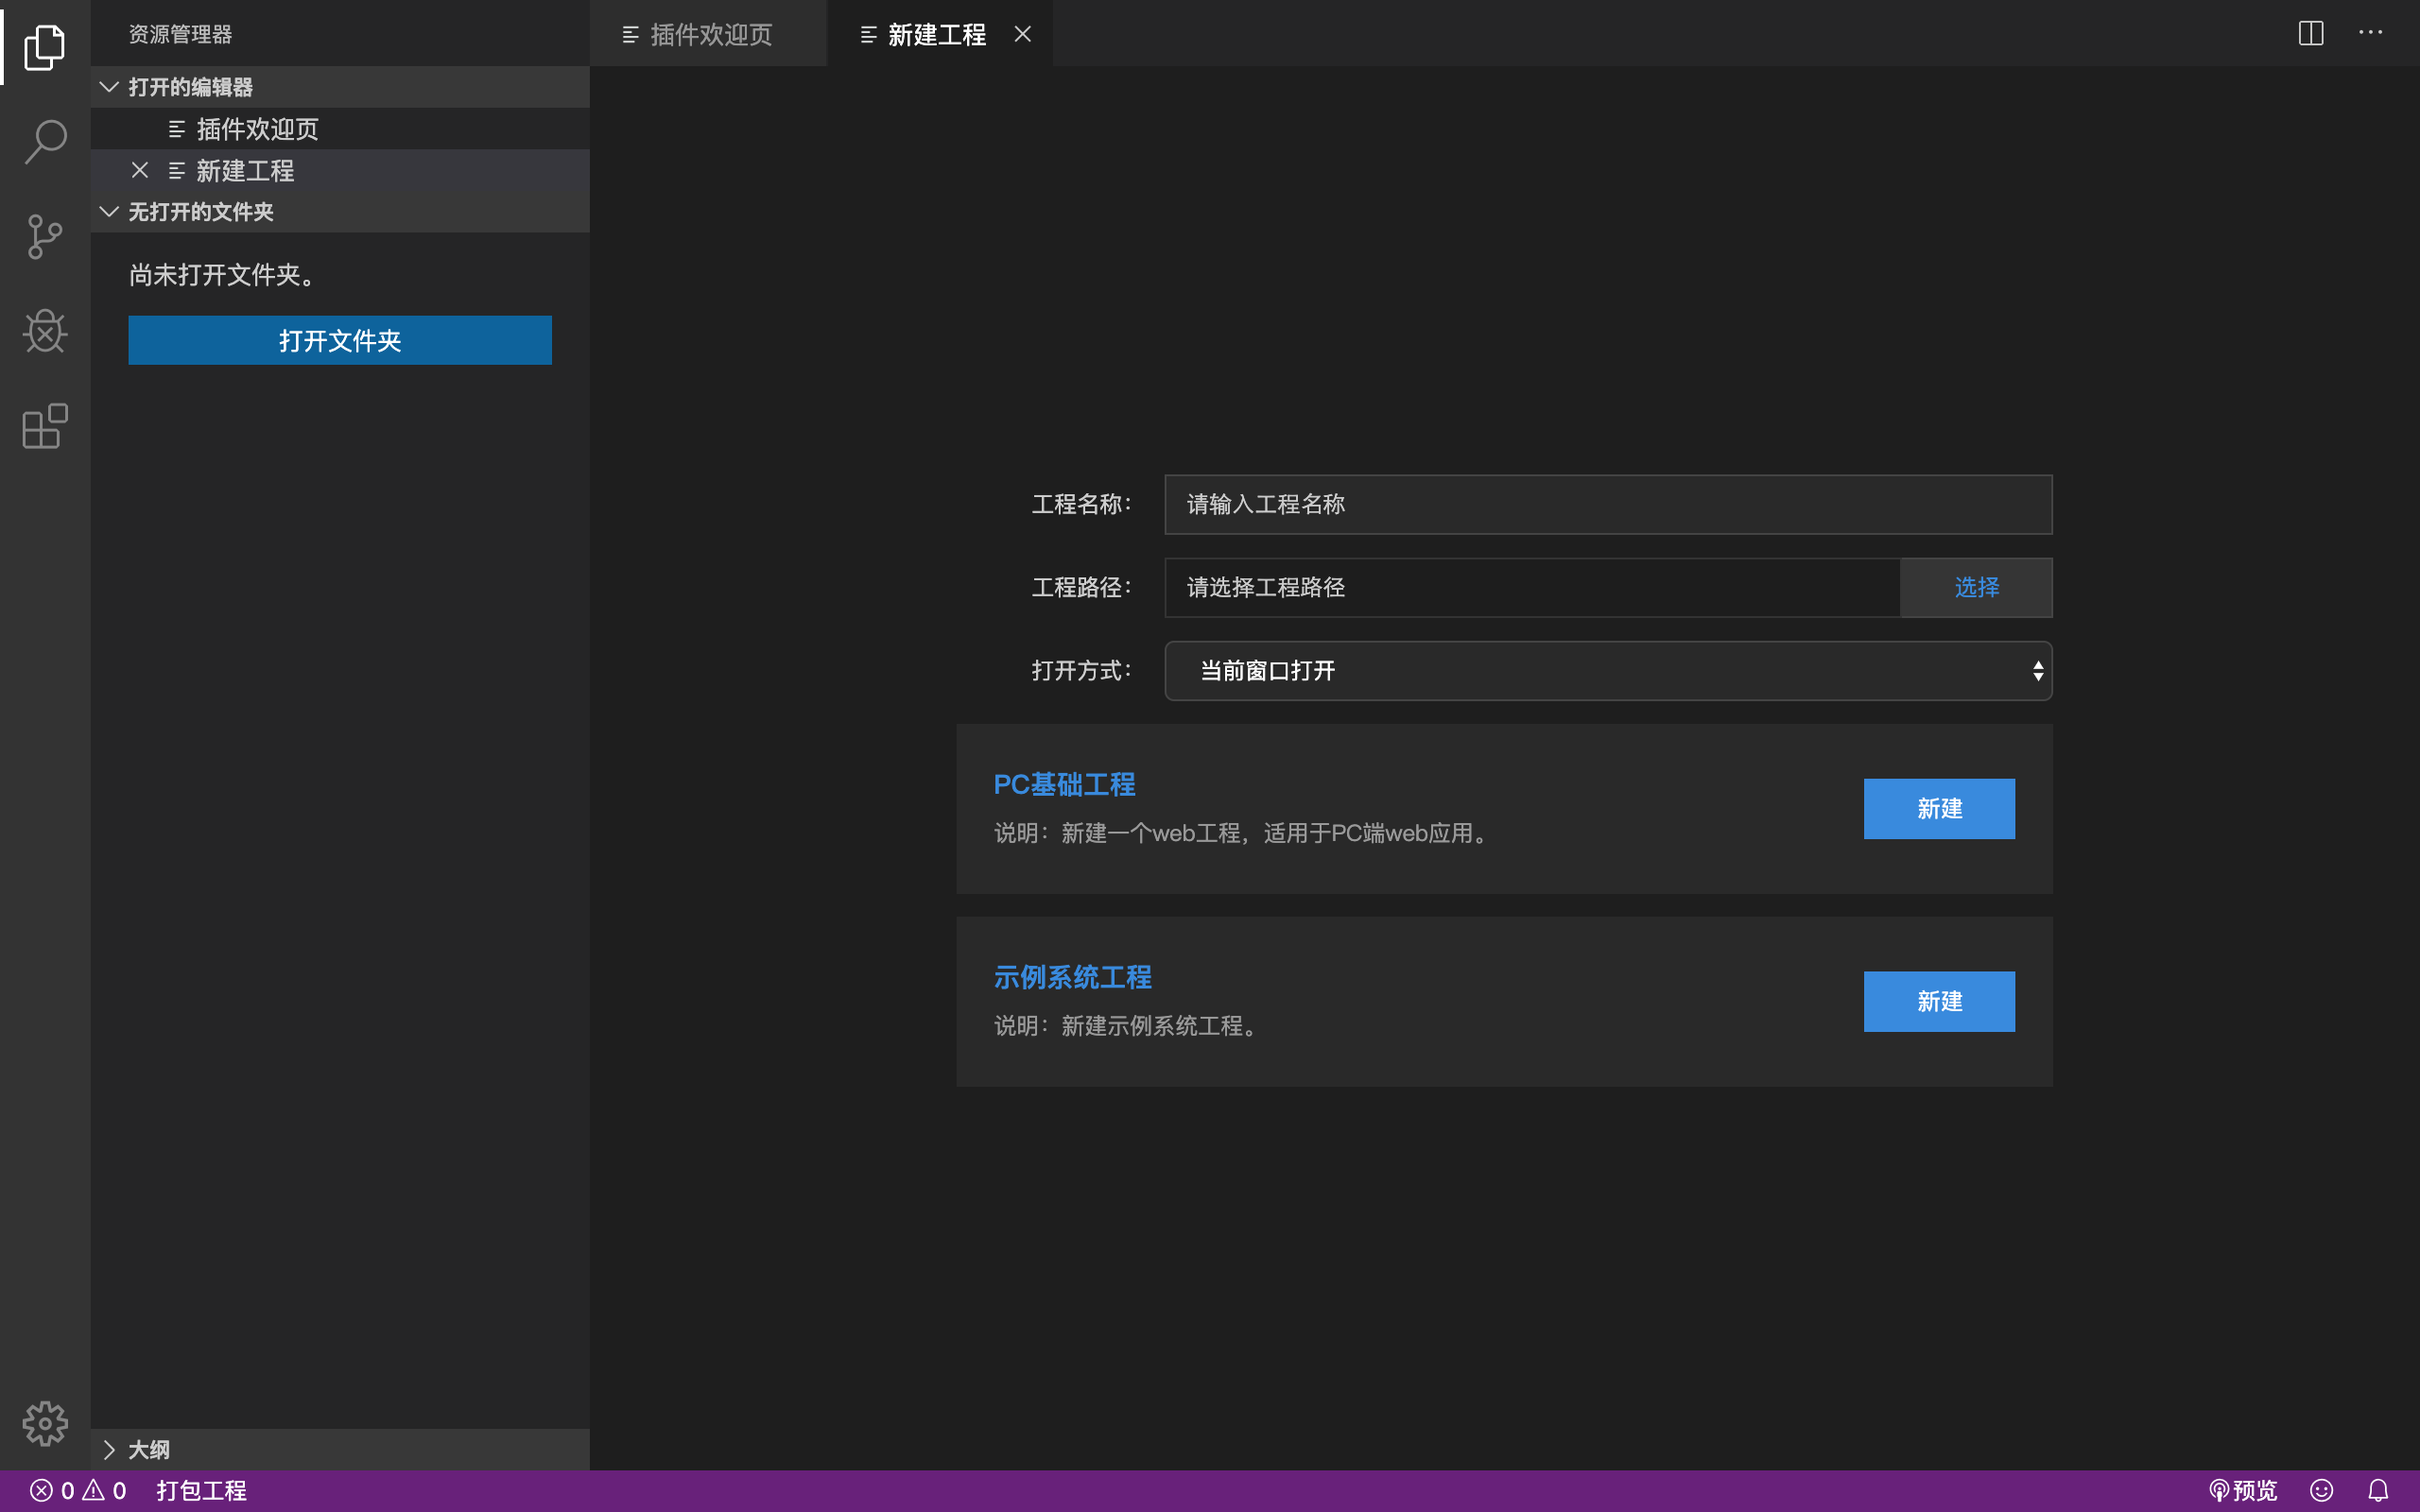 资源管理器
插件欢迎页
新建工程
打开的编辑器
插件欢迎页
新建工程
无打开的文件夹
尚未打开文件夹。
打开文件夹
工程名称：
请输入工程名称
工程路径：
请选择工程路径
选择
打开方式：
当前窗口打开
PC基础工程
说明：新建一个web工程，适用于PC端web应用。
新建
示例系统工程
说明：新建示例系统工程。
新建
大纲
0 0 打包工程
预览